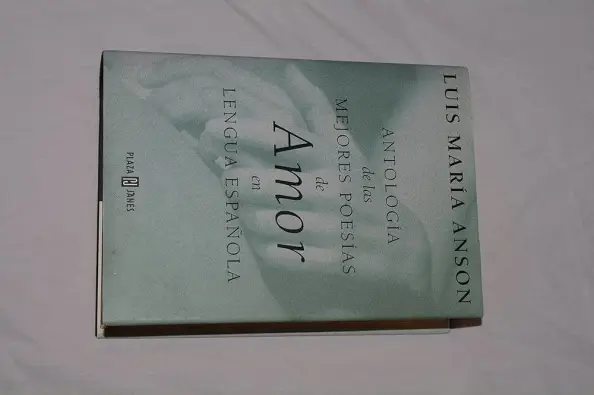 LUIS MARÍA ANSON
ANTOLOGÍA
de las
MEJORES POESÍAS
de
Amor
en
LENGUA ESPAÑOLA
PLAZA JANES